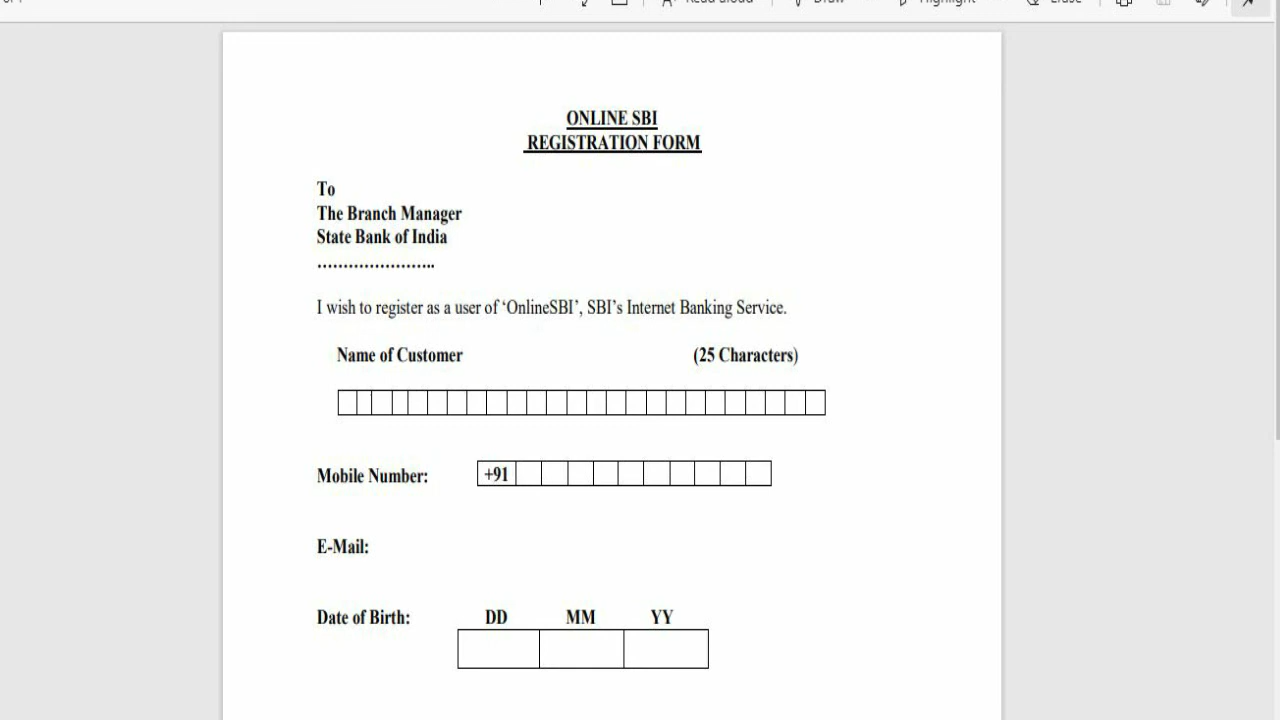 ONLINE SBI
REGISTRATION FORM
To
The Branch Manager
State Bank of India
……………………..
I wish to register as a user of ‘OnlineSBI’, SBI’s Internet Banking Service.
Name of Customer (25 Characters)
Mobile Number: +91
E-Mail:
Date of Birth: DD MM YY